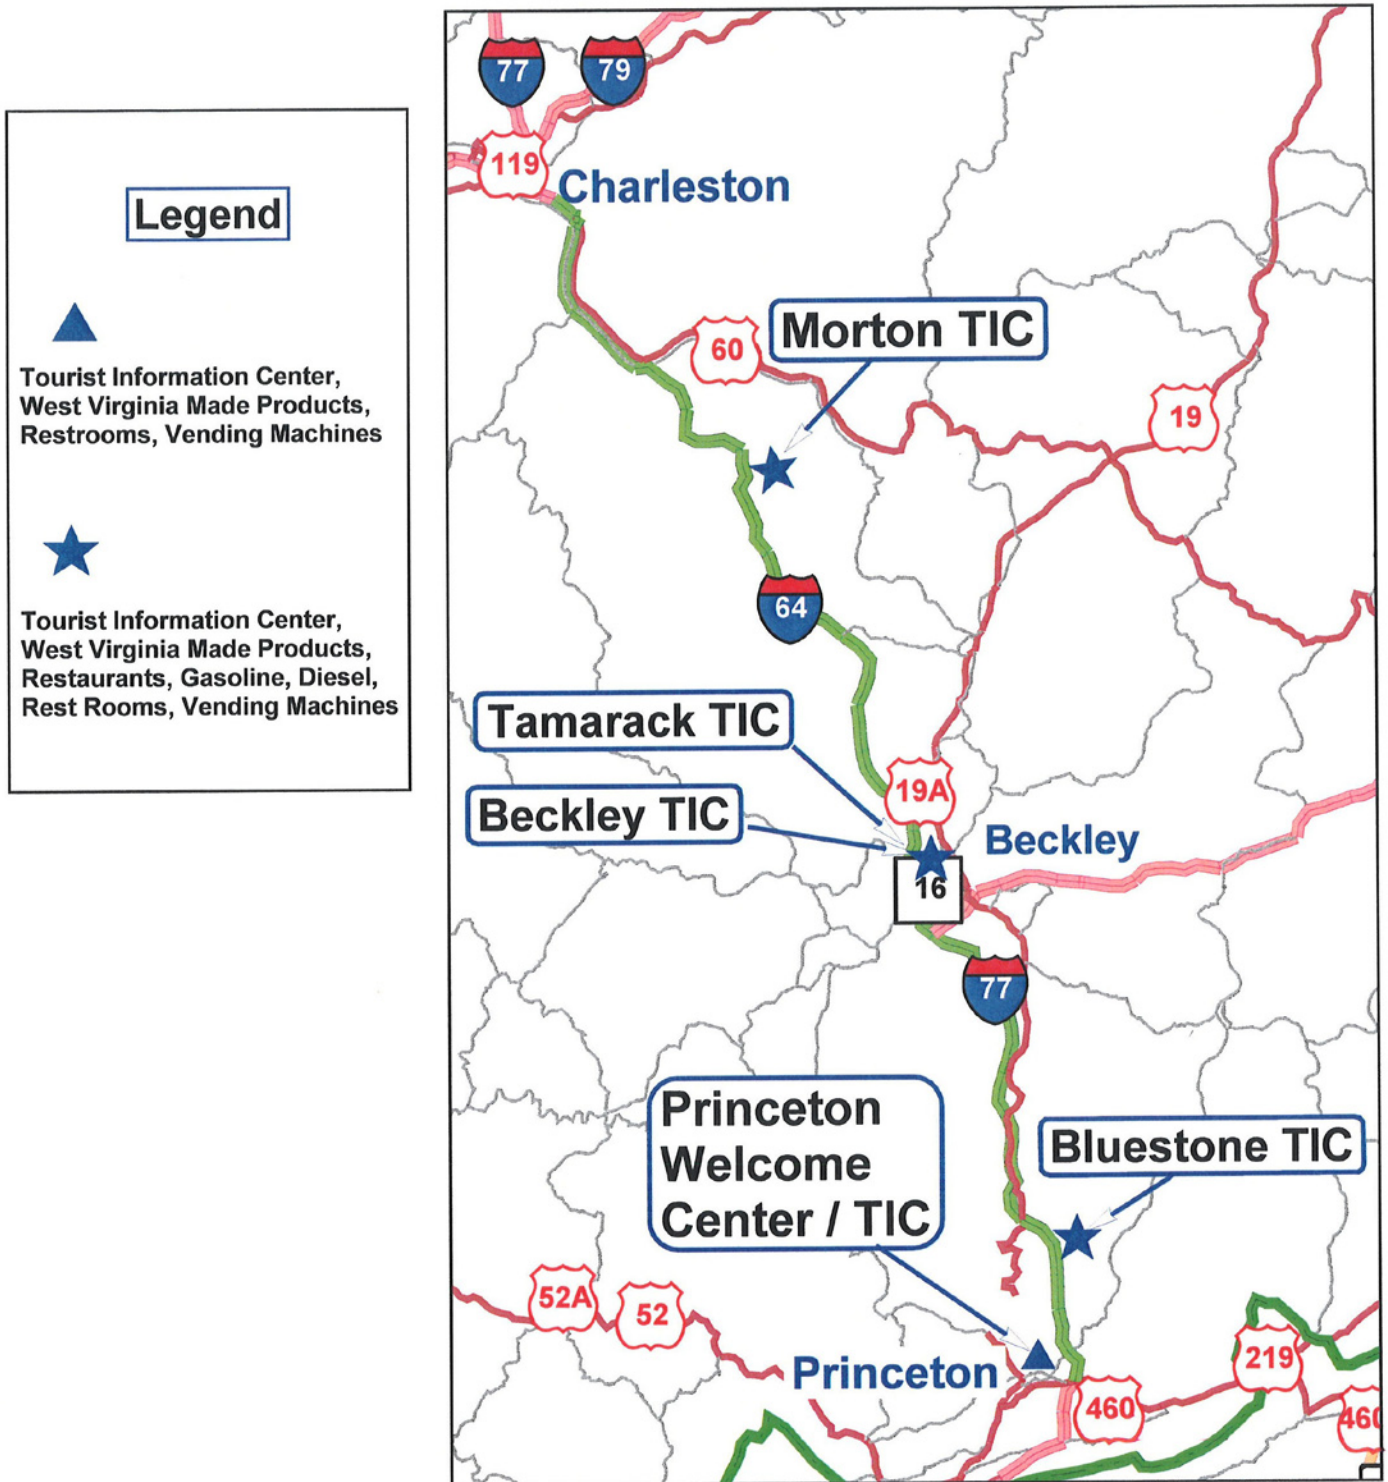 Legend
Tourist Information Center,
West Virginia Made Products,
Restrooms, Vending Machines
Tourist Information Center,
West Virginia Made Products,
Restaurants, Gasoline, Diesel,
Rest Rooms, Vending Machines
77
79
119
Charleston
Morton TIC
60
19
64
Tamarack TIC
19A
Beckley TIC
Beckley
16
77
Princeton
Welcome
Center / TIC
Bluestone TIC
52A
52
219
Princeton
460
460